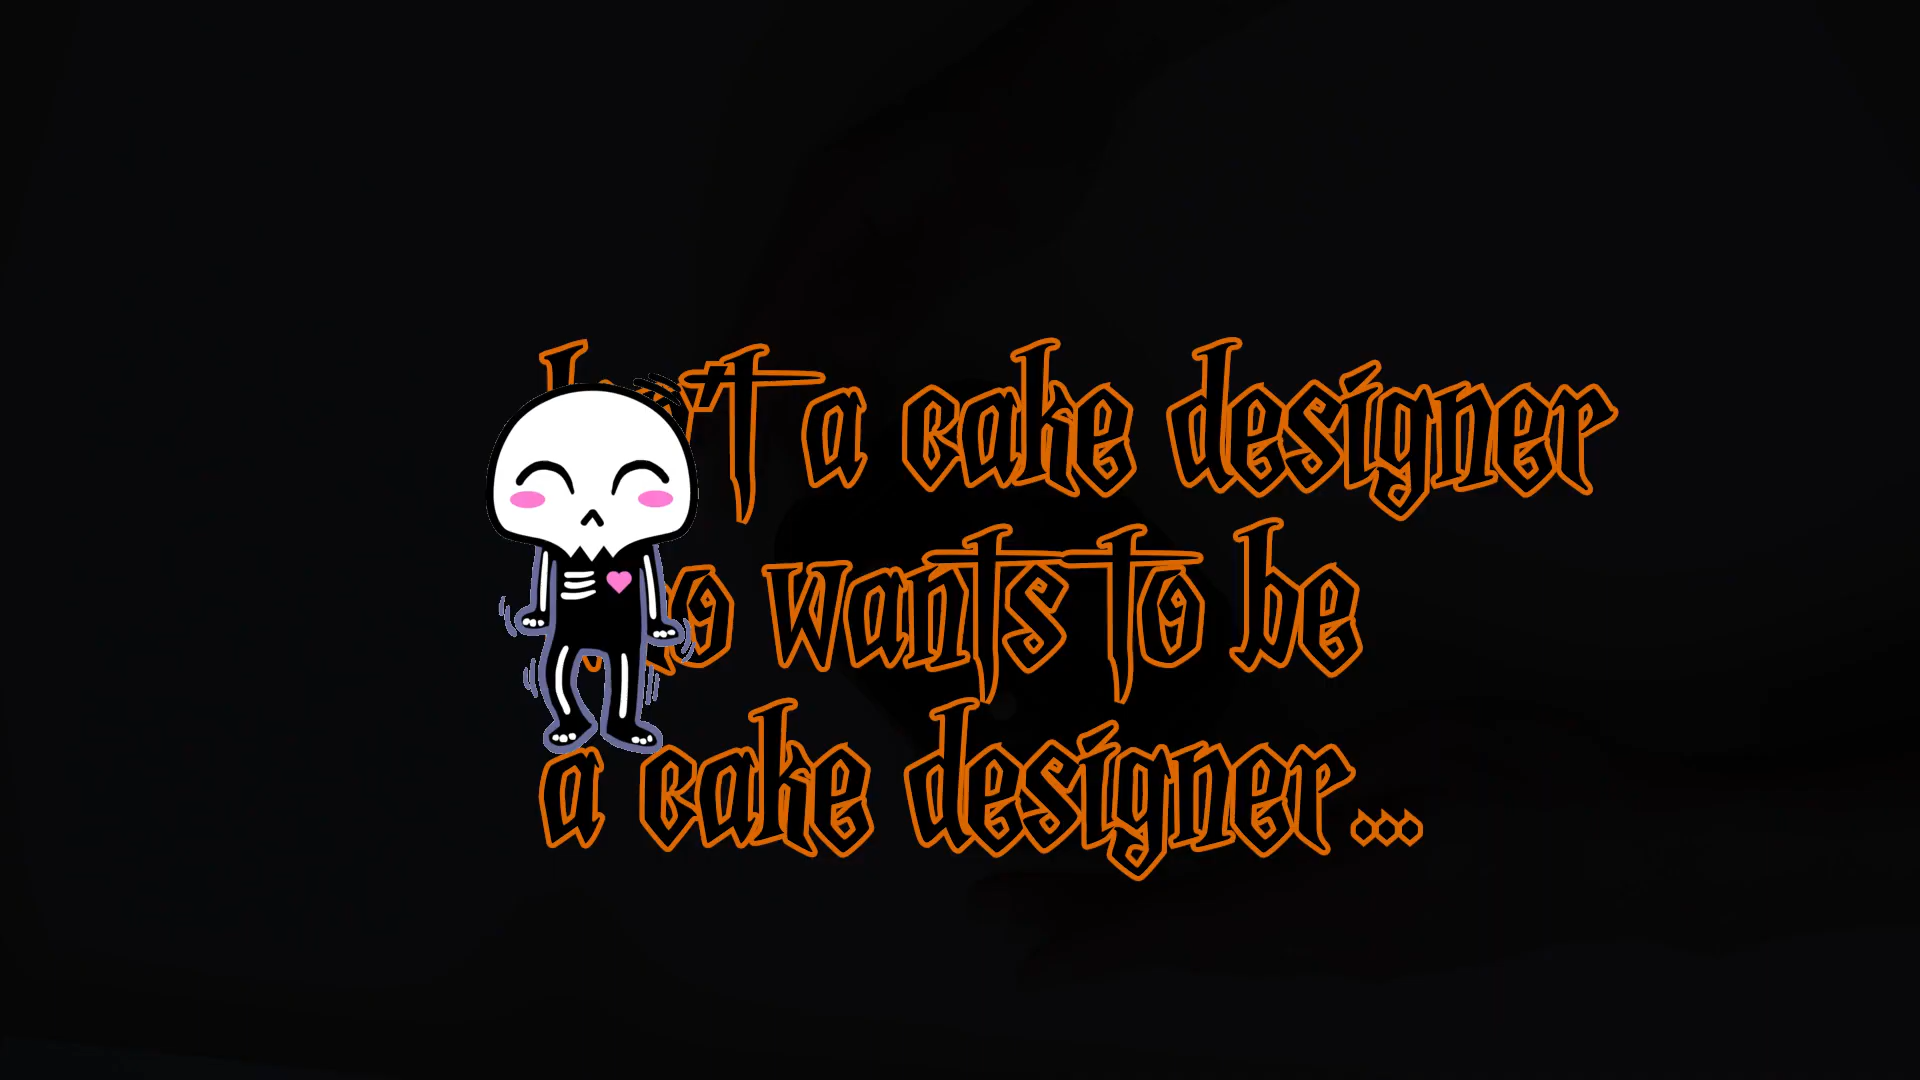 a cake designer
wants to be
a cake designer...